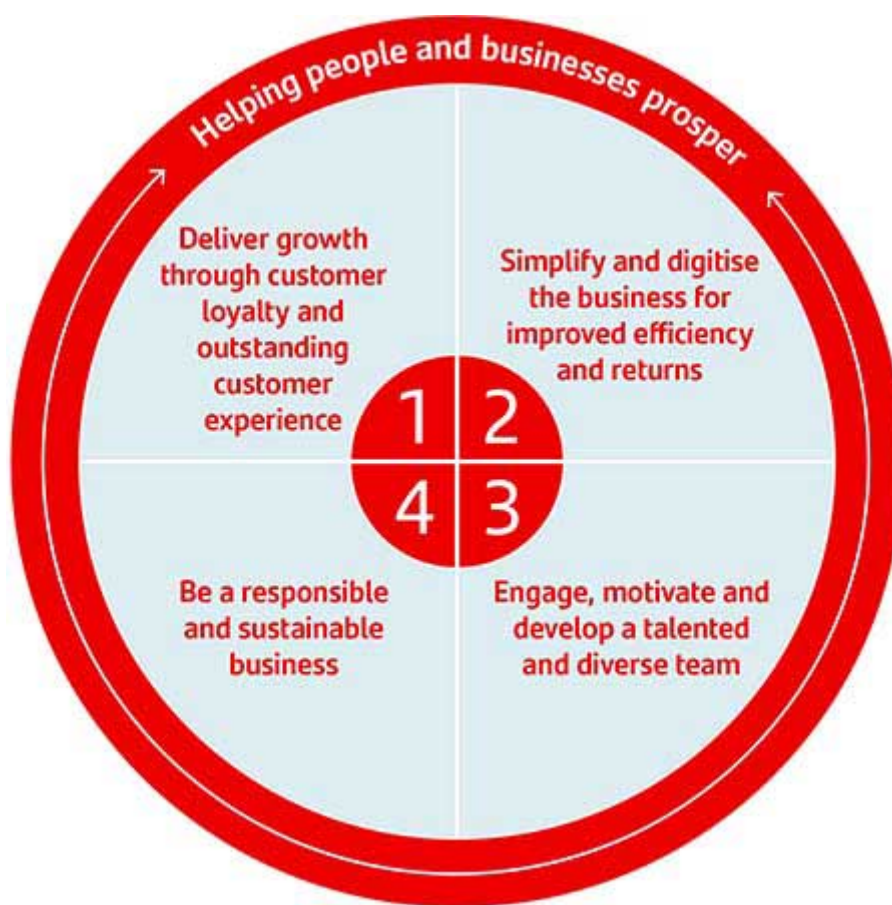 Helping people and businesses prosper
Deliver growth
through customer
loyalty and
outstanding
customer
experience
1
Simplify and digitise
the business for
improved efficiency
and returns
2
Engage, motivate and
develop a talented
and diverse team
3
Be a responsible
and sustainable
business
4